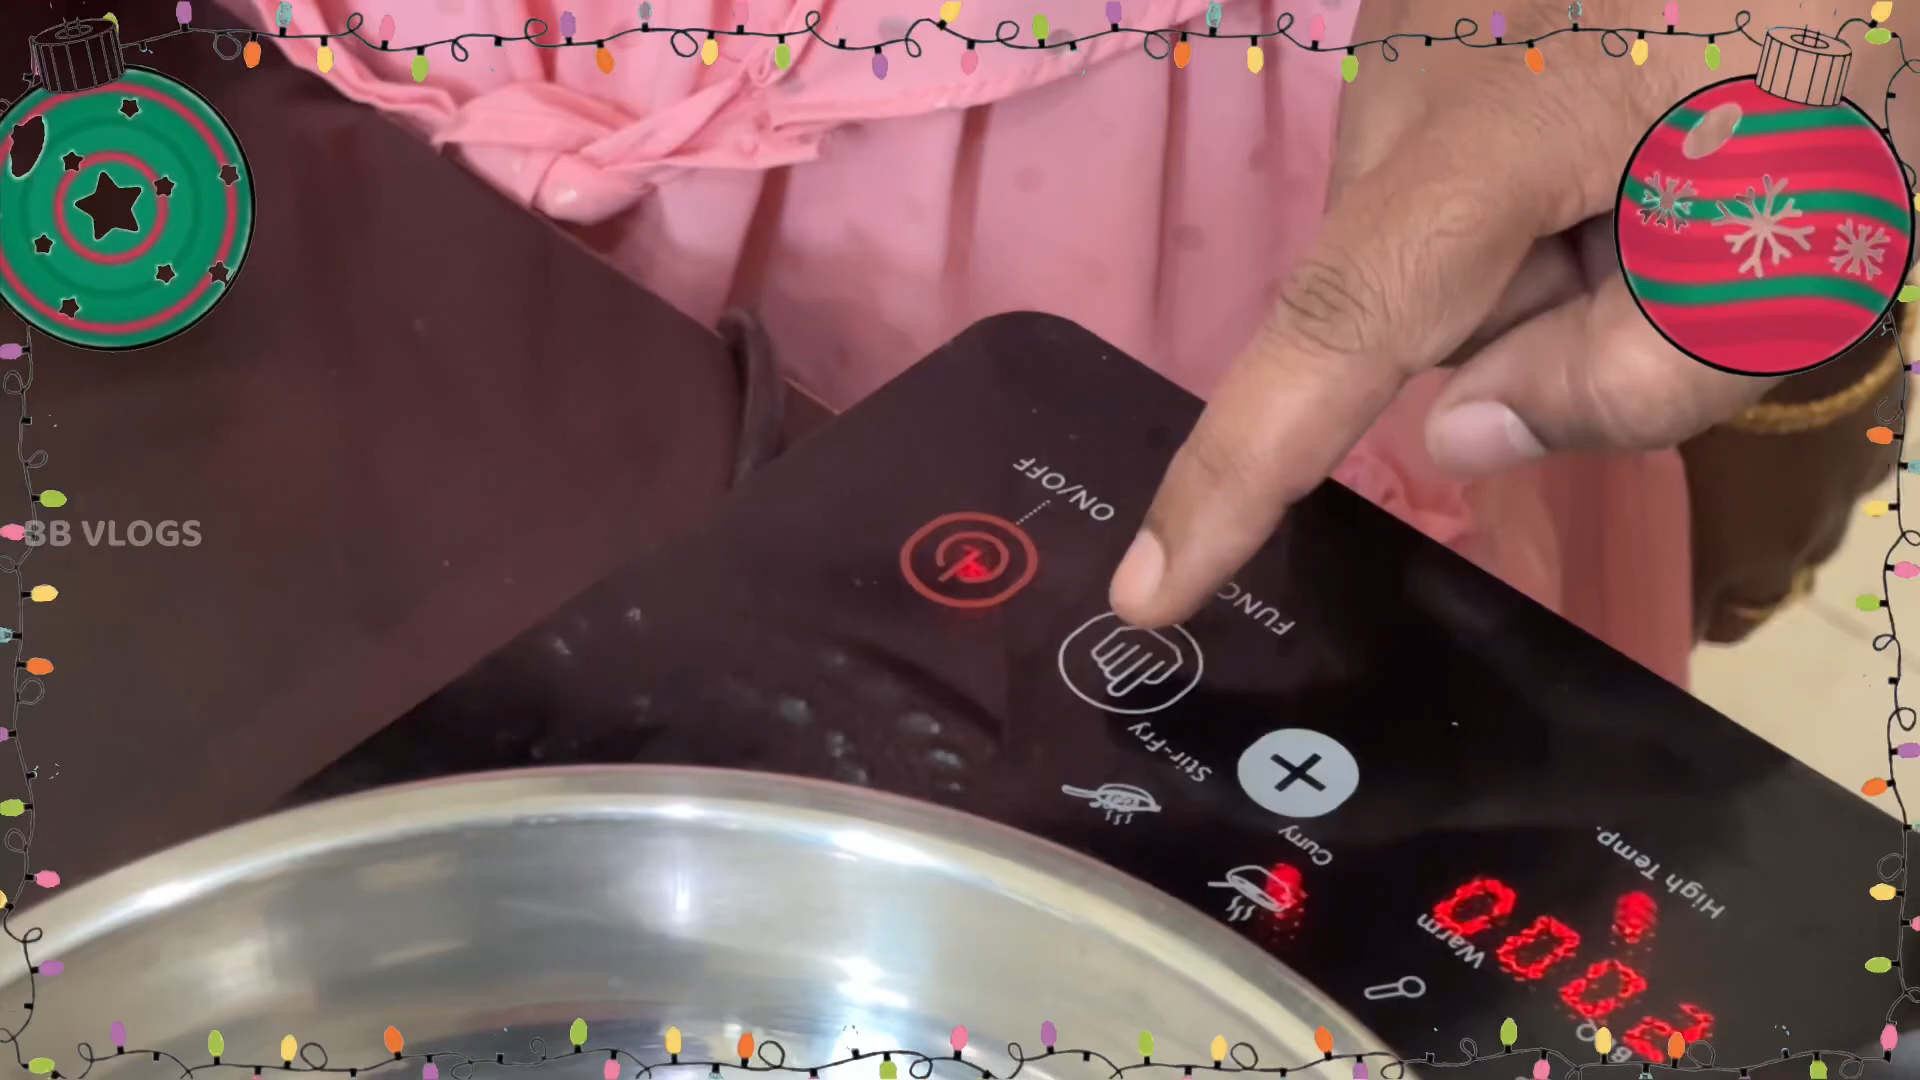 BB VLOGS
ON/OFF
FUNC
Stir-Fry
Curry
High Temp.
Warm